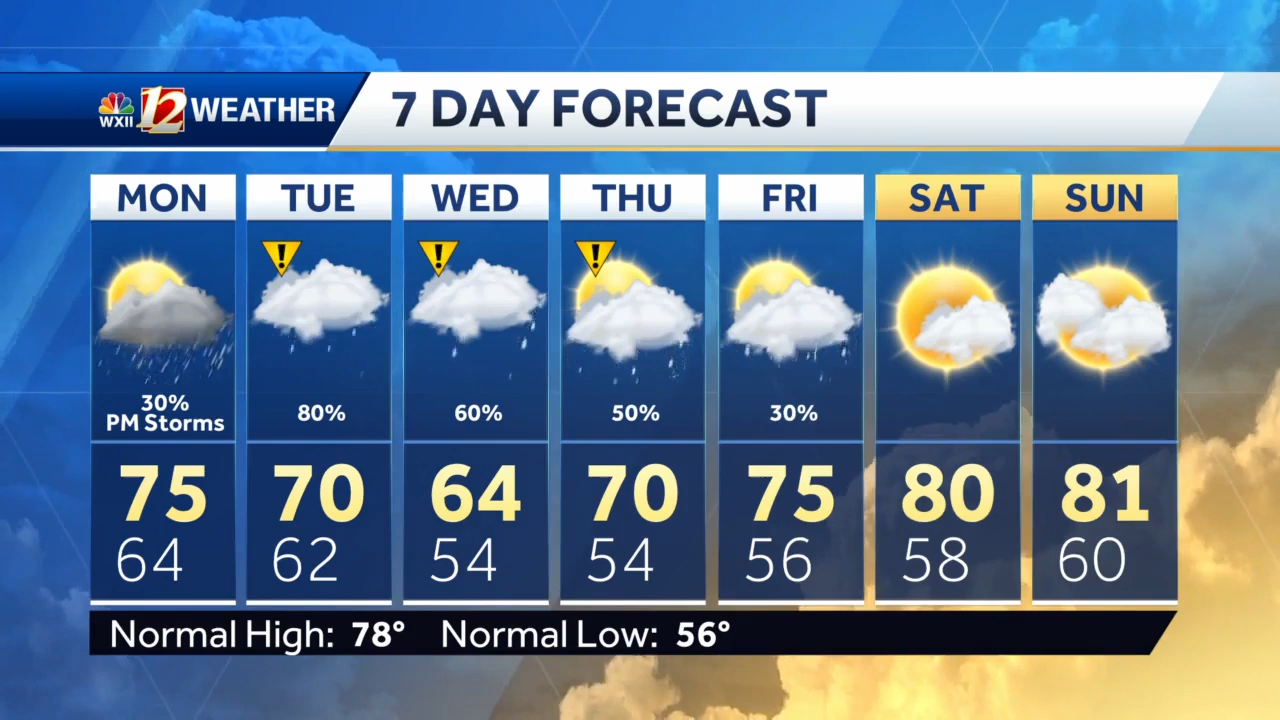 WXII 12 WEATHER
7 DAY FORECAST
MON TUE WED THU FRI SAT SUN
! ! !
30% 80% 60% 50% 30%
PM Storms
75 70 64 70 75 80 81
64 62 54 54 56 58 60
Normal High: 78° Normal Low: 56°